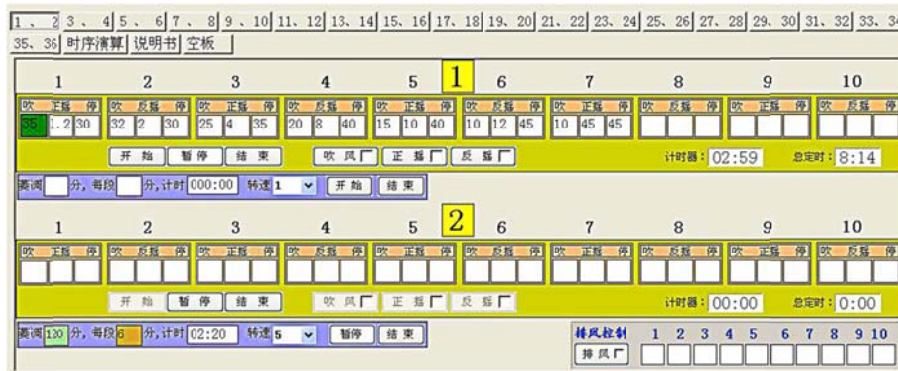 1 、 2 3 、 4 5 、 6 7 、 8 9 、 10 11、12 13、14 15、16 17、18 19、20 21、22 23、24 25、26 27、28 29、30 31、32 33、34
35、36 时序演算 说明书 空板
1 2 3 4 5 1 6 7 8 9 10
吹 正摇 停 吹 反摇 停 吹 正摇 停 吹 反摇 停 吹 正摇 停 吹 反摇 停 吹 正摇 停 吹 反摇 停 吹 正摇 停 吹 反摇 停
35 1.2 30 32 2 30 25 4 35 20 8 40 15 10 40 10 12 45 10 45 45
开 始 暂 停 结 束 吹 风 正 摇 反 摇 计时器：02:59 总定时：8:14
萎调 分，每段 分，计时 000:00 转速 1 开 始 结 束
1 2 3 4 5 2 6 7 8 9 10
吹 正摇 停 吹 反摇 停 吹 正摇 停 吹 反摇 停 吹 正摇 停 吹 反摇 停 吹 正摇 停 吹 反摇 停 吹 正摇 停 吹 反摇 停
开 始 暂 停 结 束 吹 风 正 摇 反 摇 计时器：00:00 总定时：0:00
萎调 120 分，每段 6 分，计时 02:20 转速 5 暂停 结 束
排风控制 1 2 3 4 5 6 7 8 9 10
排 风